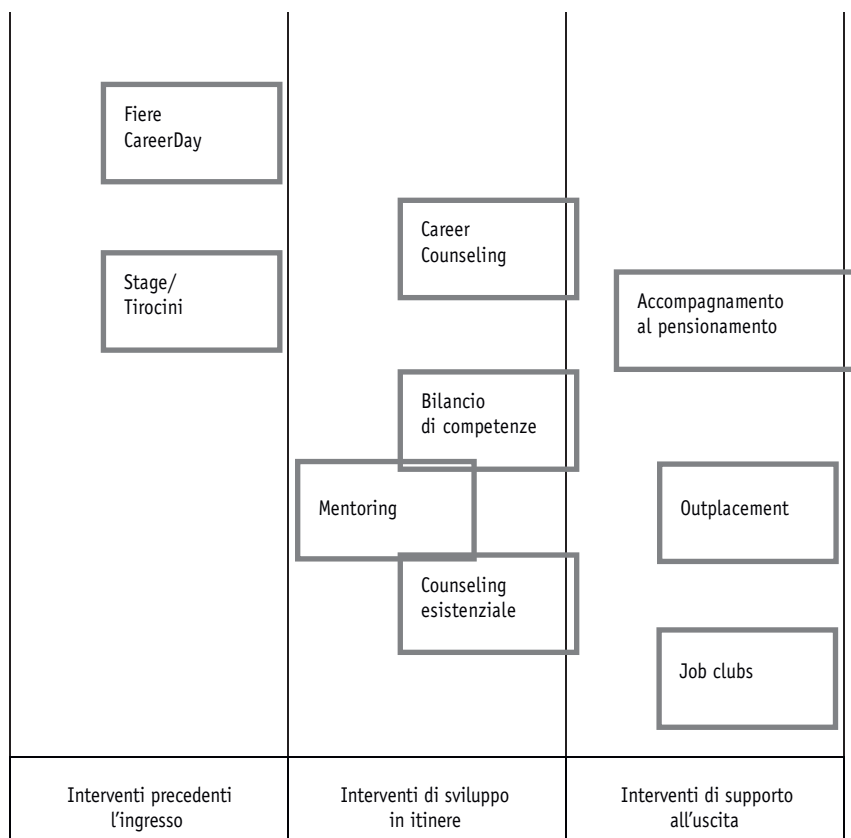 Fiere
CareerDay
Stage/
Tirocini
Career
Counseling
Accompagnamento
al pensionamento
Bilancio
di competenze
Mentoring
Outplacement
Counseling
esistenziale
Job clubs
Interventi precedenti
l'ingresso
Interventi di sviluppo
in itinere
Interventi di supporto
all'uscita